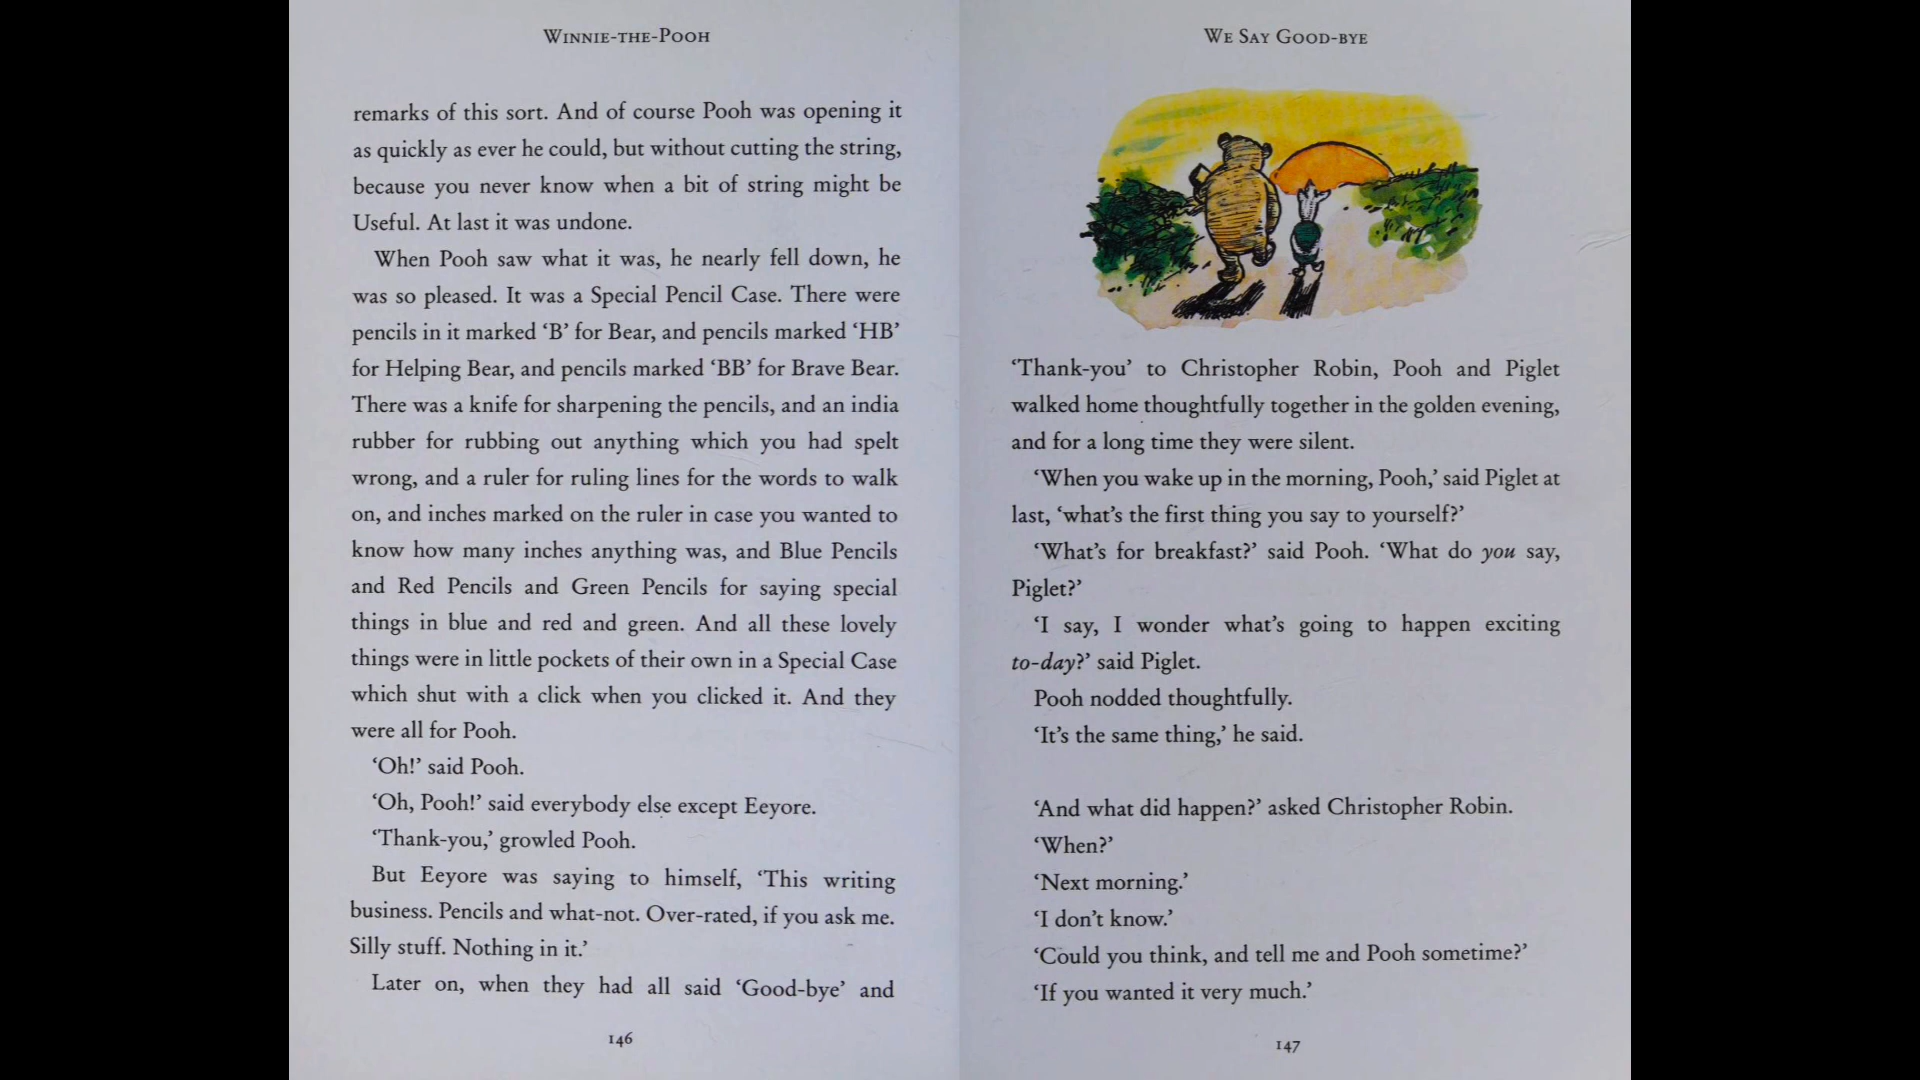 WINNIE-THE-POOH
remarks of this sort. And of course Pooh was opening it
as quickly as ever he could, but without cutting the string,
because you never know when a bit of string might be
Useful. At last it was undone.
When Pooh saw what it was, he nearly fell down, he
was so pleased. It was a Special Pencil Case. There were
pencils in it marked ‘B’ for Bear, and pencils marked ‘HB’
for Helping Bear, and pencils marked ‘BB’ for Brave Bear.
There was a knife for sharpening the pencils, and an india
rubber for rubbing out anything which you had spelt
wrong, and a ruler for ruling lines for the words to walk
on, and inches marked on the ruler in case you wanted to
know how many inches anything was, and Blue Pencils
and Red Pencils and Green Pencils for saying special
things in blue and red and green. And all these lovely
things were in little pockets of their own in a Special Case
which shut with a click when you clicked it. And they
were all for Pooh.
‘Oh!’ said Pooh.
‘Oh, Pooh!’ said everybody else except Eeyore.
‘Thank-you,’ growled Pooh.
But Eeyore was saying to himself, ‘This writing
business. Pencils and what-not. Over-rated, if you ask me.
Silly stuff. Nothing in it.’
Later on, when they had all said ‘Good-bye’ and
146
WE SAY GOOD-BYE
‘Thank-you’ to Christopher Robin, Pooh and Piglet
walked home thoughtfully together in the golden evening,
and for a long time they were silent.
‘When you wake up in the morning, Pooh,’ said Piglet at
last, ‘what’s the first thing you say to yourself?’
‘What’s for breakfast?’ said Pooh. ‘What do you say,
Piglet?’
‘I say, I wonder what’s going to happen exciting
to-day?’ said Piglet.
Pooh nodded thoughtfully.
‘It’s the same thing,’ he said.
‘And what did happen?’ asked Christopher Robin.
‘When?’
‘Next morning.’
‘I don’t know.’
‘Could you think, and tell me and Pooh sometime?’
‘If you wanted it very much.’
147